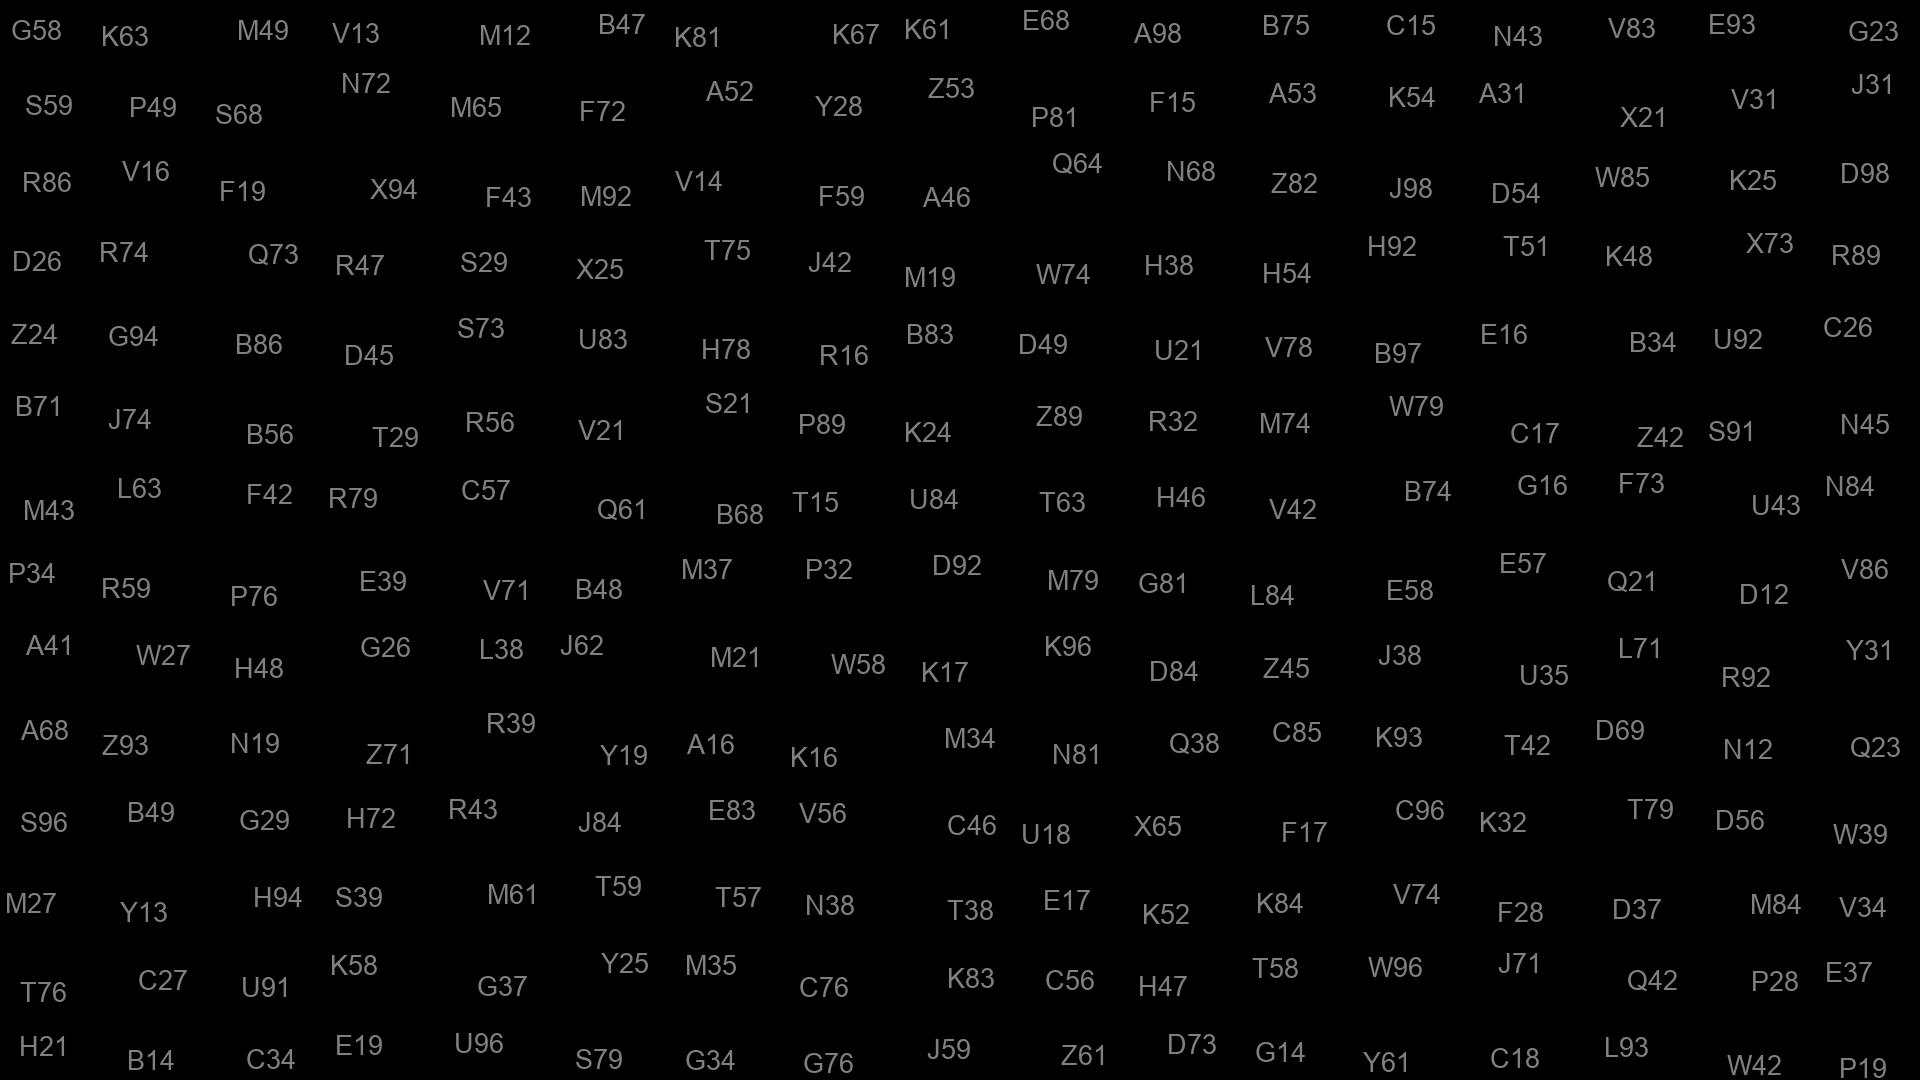 G58 K63 M49 V13 M12 B47 K81 K67 K61 E68 A98 B75 C15 N43 V83 E93 G23
S59 P49 S68 N72 M65 F72 A52 Y28 Z53 P81 F15 A53 K54 A31 X21 V31 J31
R86 V16 F19 X94 F43 M92 V14 F59 A46 Q64 N68 Z82 J98 D54 W85 K25 D98
D26 R74 Q73 R47 S29 X25 T75 J42 M19 W74 H38 H54 H92 T51 K48 X73 R89
Z24 G94 B86 D45 S73 U83 H78 R16 B83 D49 U21 V78 B97 E16 B34 U92 C26
B71 J74 B56 T29 R56 V21 S21 P89 K24 Z89 R32 M74 W79 C17 Z42 S91 N45
M43 L63 F42 R79 C57 Q61 B68 T15 U84 T63 H46 V42 B74 G16 F73 U43 N84
P34 R59 P76 E39 V71 B48 M37 P32 D92 M79 G81 L84 E58 E57 Q21 D12 V86
A41 W27 H48 G26 L38 J62 M21 W58 K17 K96 D84 Z45 J38 U35 L71 R92 Y31
A68 Z93 N19 Z71 R39 Y19 A16 K16 M34 N81 Q38 C85 K93 T42 D69 N12 Q23
S96 B49 G29 H72 R43 J84 E83 V56 C46 U18 X65 F17 C96 K32 T79 D56 W39
M27 Y13 H94 S39 M61 T59 T57 N38 T38 E17 K52 K84 V74 F28 D37 M84 V34
T76 C27 U91 K58 G37 Y25 M35 C76 K83 C56 H47 T58 W96 J71 Q42 P28 E37
H21 B14 C34 E19 U96 S79 G34 G76 J59 Z61 D73 G14 Y61 C18 L93 W42 P19